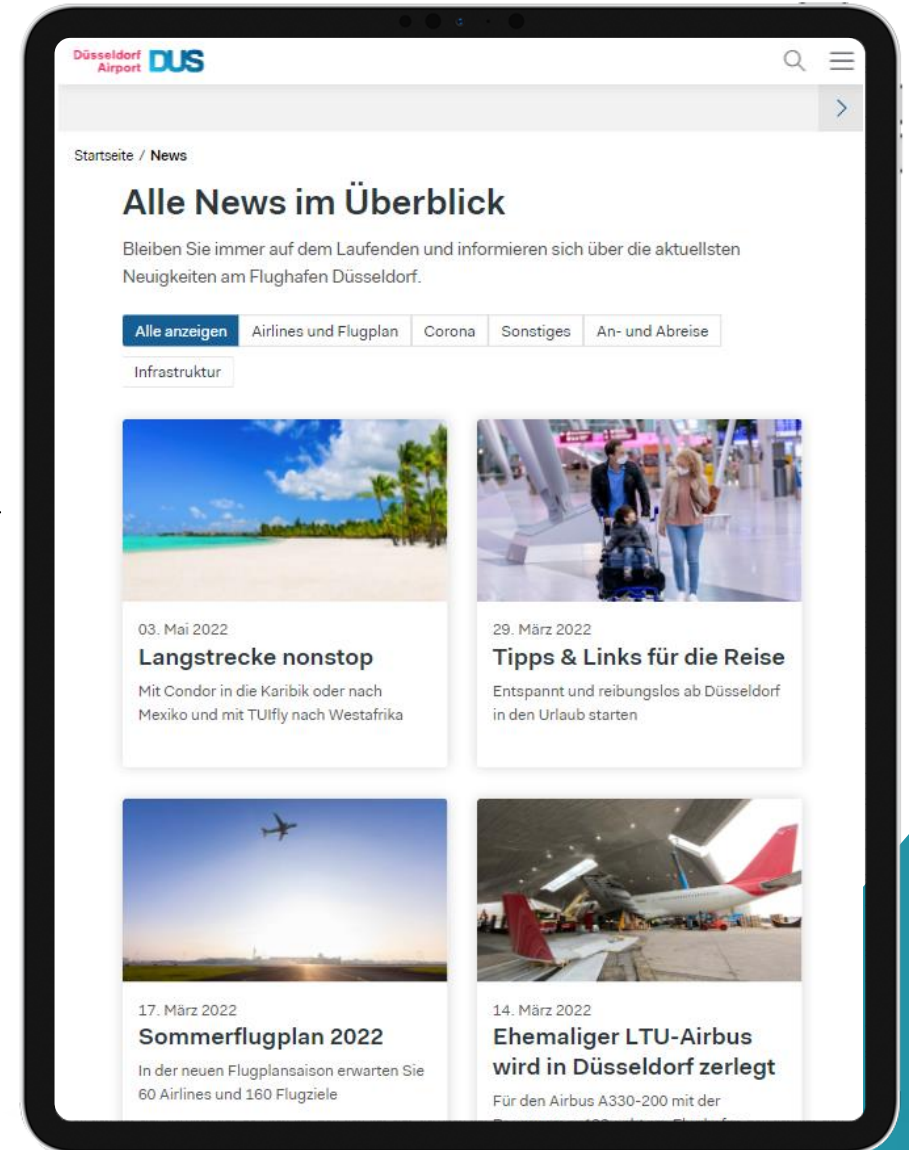 Düsseldorf
Airport DUS
Startseite / News
Alle News im Überblick
Bleiben Sie immer auf dem Laufenden und informieren sich über die aktuellsten
Neuigkeiten am Flughafen Düsseldorf.
Alle anzeigen Airlines und Flugplan Corona Sonstiges An- und Abreise
Infrastruktur
03. Mai 2022
Langstrecke nonstop
Mit Condor in die Karibik oder nach
Mexiko und mit TUIfly nach Westafrika
29. März 2022
Tipps & Links für die Reise
Entspannt und reibungslos ab Düsseldorf
in den Urlaub starten
17. März 2022
Sommerflugplan 2022
In der neuen Flugplansaison erwarten Sie
60 Airlines und 160 Flugziele
14. März 2022
Ehemaliger LTU-Airbus
wird in Düsseldorf zerlegt
Für den Airbus A330-200 mit der